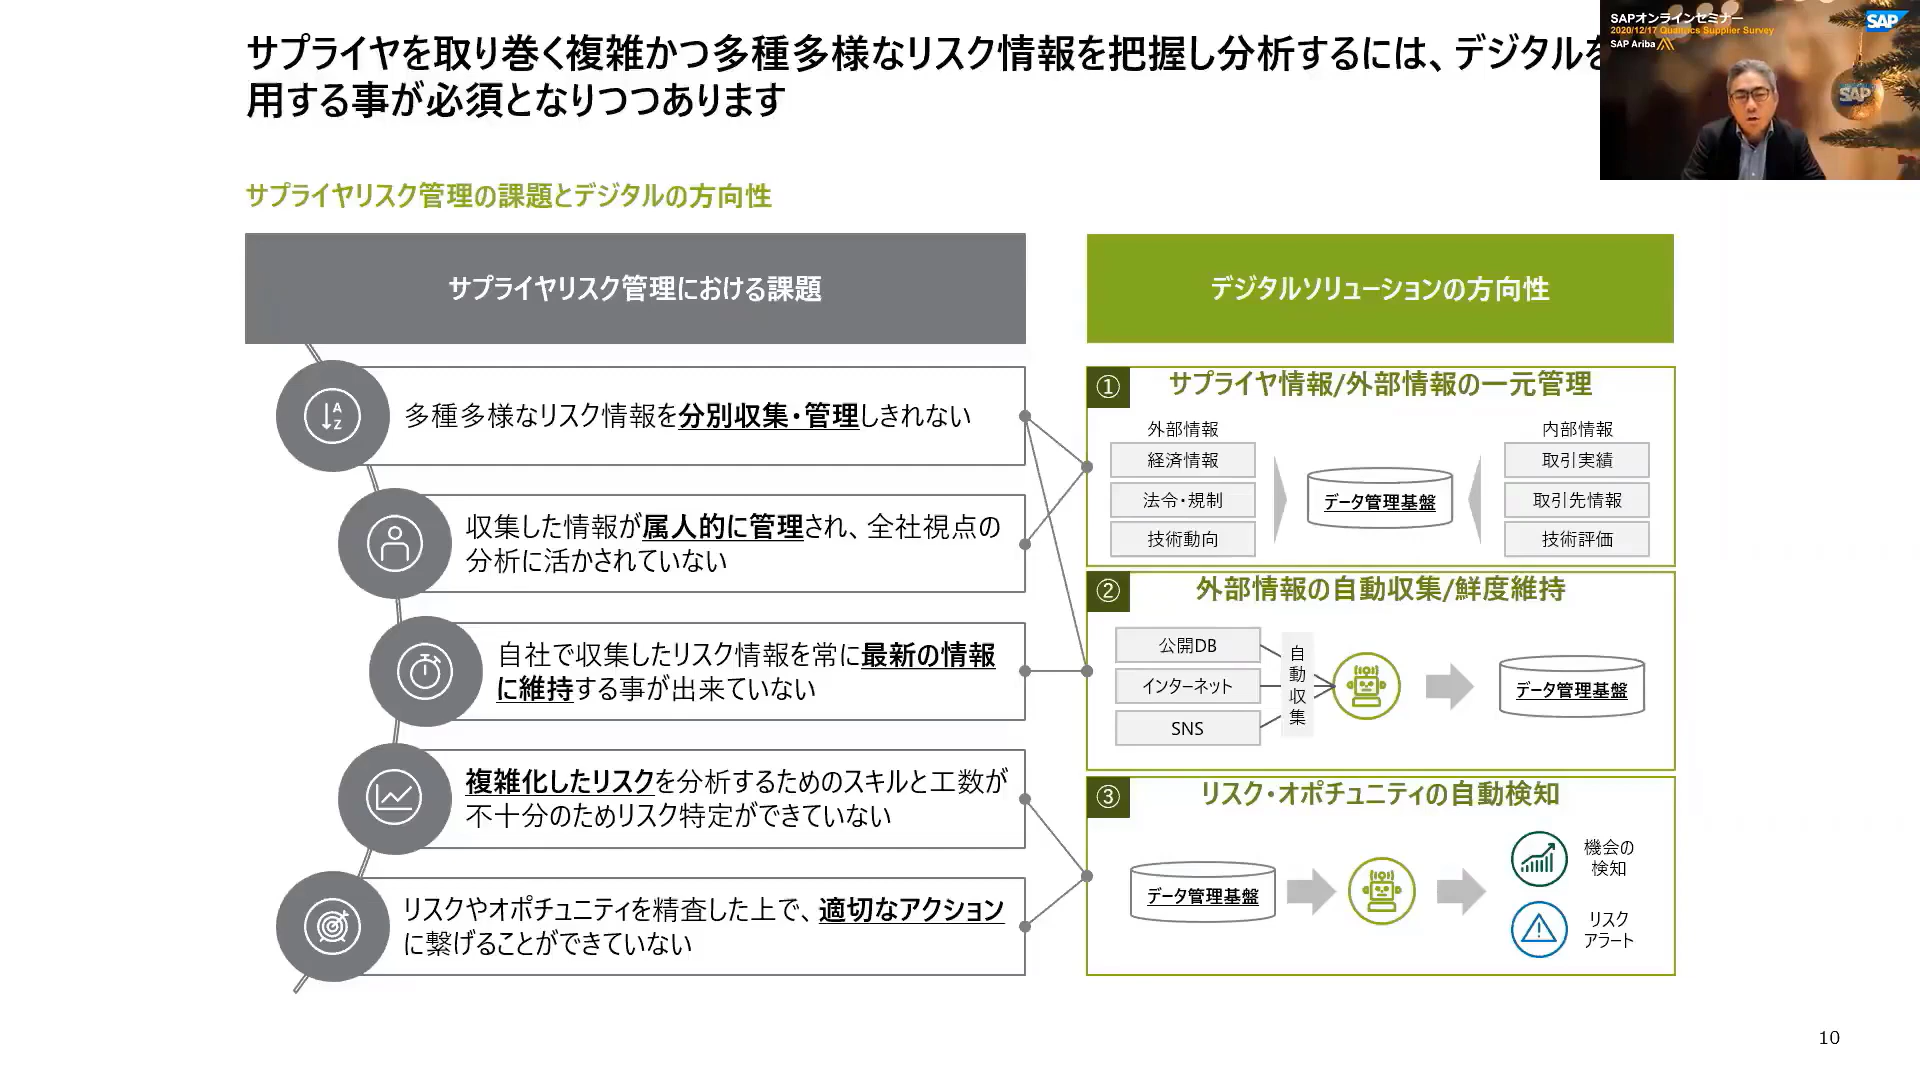 サプライヤを取り巻く複雑かつ多種多様なリスク情報を把握し分析するには、デジタルを
用する事が必須となりつつあります
SAPオンラインセミナー
2020/12/17 Qualtrics Supplier Survey
SAP Ariba
SAP
SAP
サプライヤリスク管理の課題とデジタルの方向性
サプライヤリスク管理における課題
A
Z
多種多様なリスク情報を分別収集・管理しきれない
収集した情報が属人的に管理され、全社視点の
分析に活かされていない
自社で収集したリスク情報を常に最新の情報
に維持する事が出来ていない
複雑化したリスクを分析するためのスキルと工数が
不十分のためリスク特定ができていない
リスクやオポチュニティを精査した上で、適切なアクション
に繋げることができていない
デジタルソリューションの方向性
① サプライヤ情報/外部情報の一元管理
外部情報
経済情報
法令・規制
技術動向
データ管理基盤
内部情報
取引実績
取引先情報
技術評価
② 外部情報の自動収集/鮮度維持
公開DB
インターネット
SNS
自動収集
データ管理基盤
③ リスク・オポチュニティの自動検知
データ管理基盤
機会の
検知
リスク
アラート
10